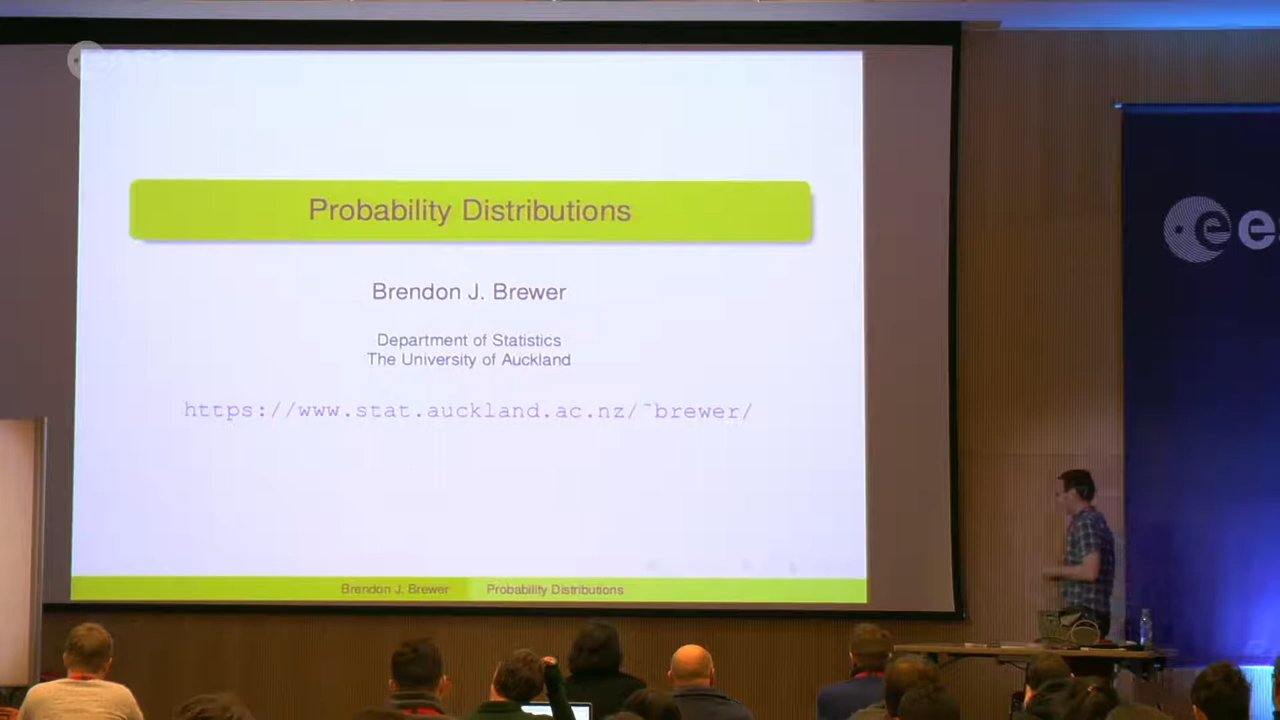 Probability Distributions
Brendon J. Brewer
Department of Statistics
The University of Auckland
https://www.stat.auckland.ac.nz/~brewer/
Brendon J. Brewer Probability Distributions
e